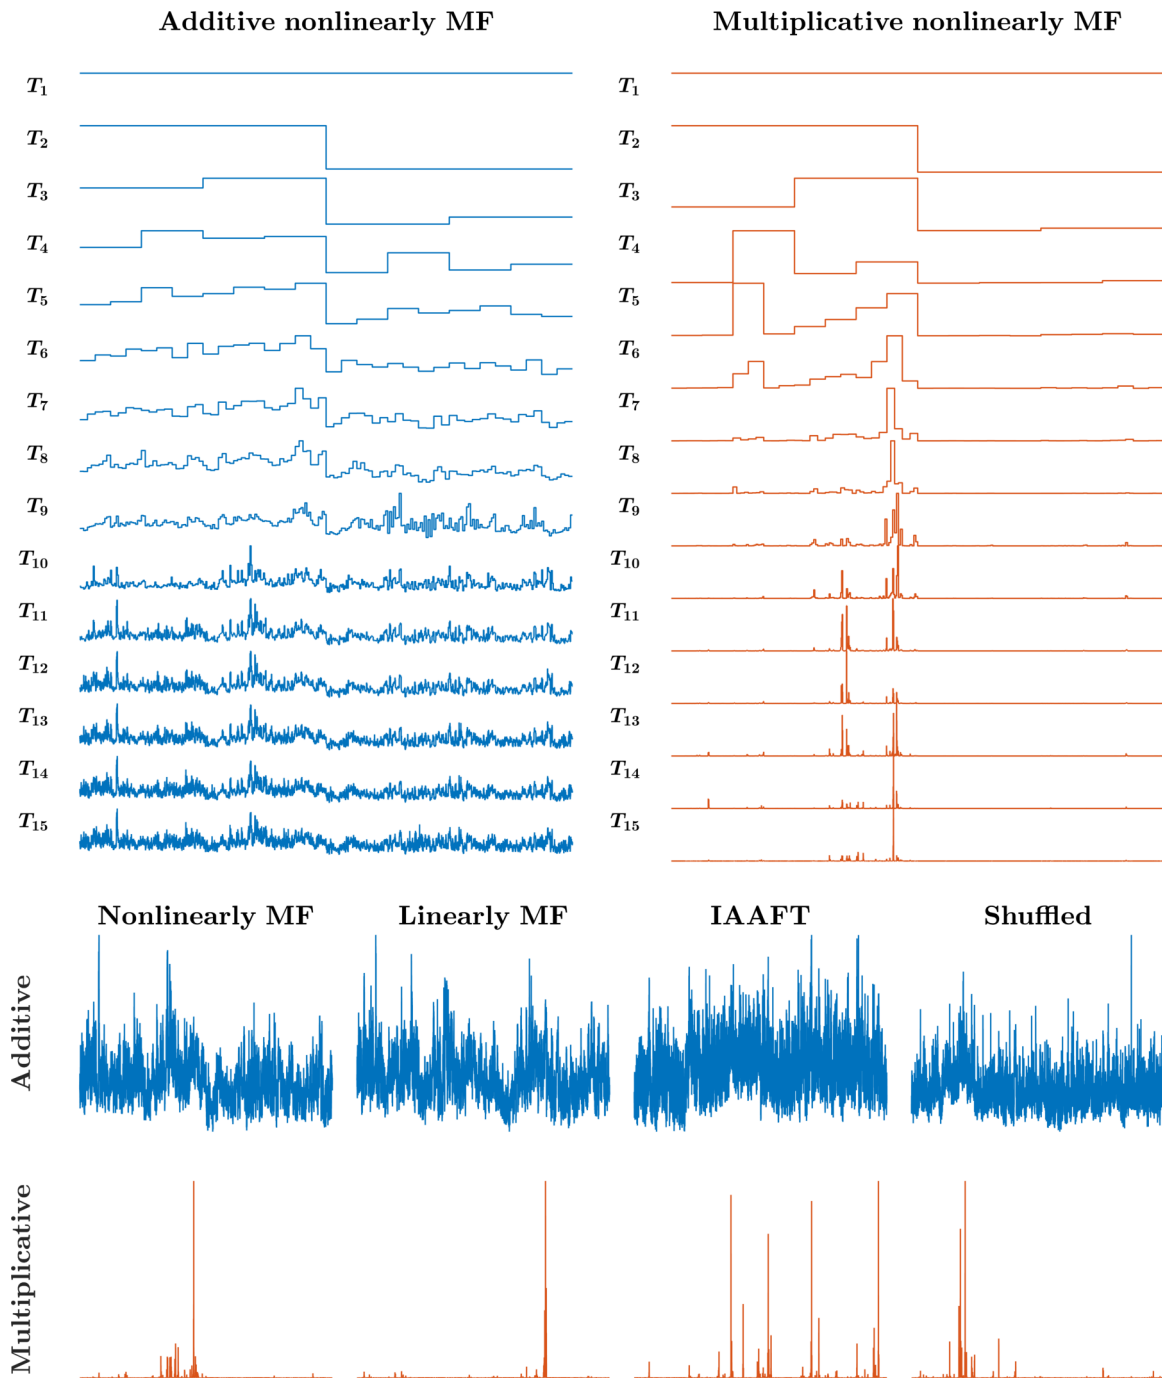 Additive nonlinearly MF
Multiplicative nonlinearly MF
T1
T2
T3
T4
T5
T6
T7
T8
T9
T10
T11
T12
T13
T14
T15
T1
T2
T3
T4
T5
T6
T7
T8
T9
T10
T11
T12
T13
T14
T15
Nonlinearly MF
Linearly MF
IAAFT
Shuffled
Additive
Multiplicative